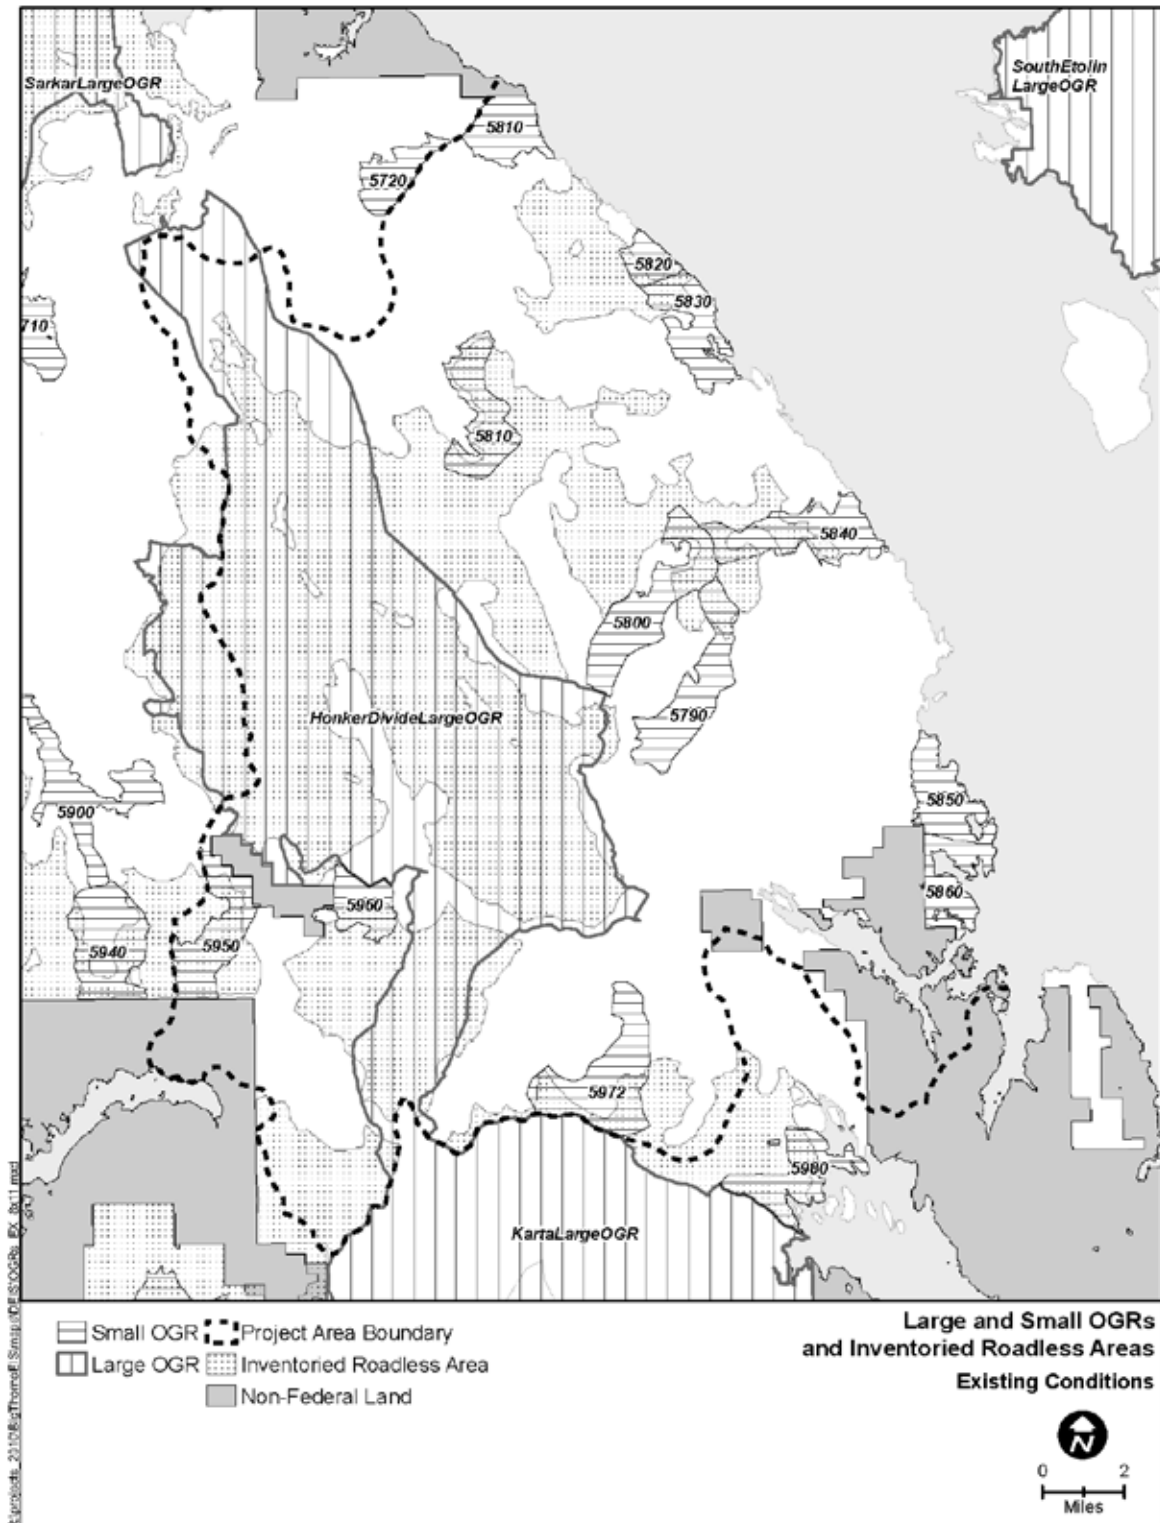 SarkarLargeOGR
SouthEtolin
LargeOGR
5810
5720
5820
5830
710
5810
5840
5800
5790
HonkerDivideLargeOGR
5900
5850
5860
5960
5940
5950
5972
5980
KartaLargeOGR
Small OGR
Project Area Boundary
Large OGR
Inventoried Roadless Area
Non-Federal Land
Large and Small OGRs
and Inventoried Roadless Areas
Existing Conditions
N
0 2
Miles